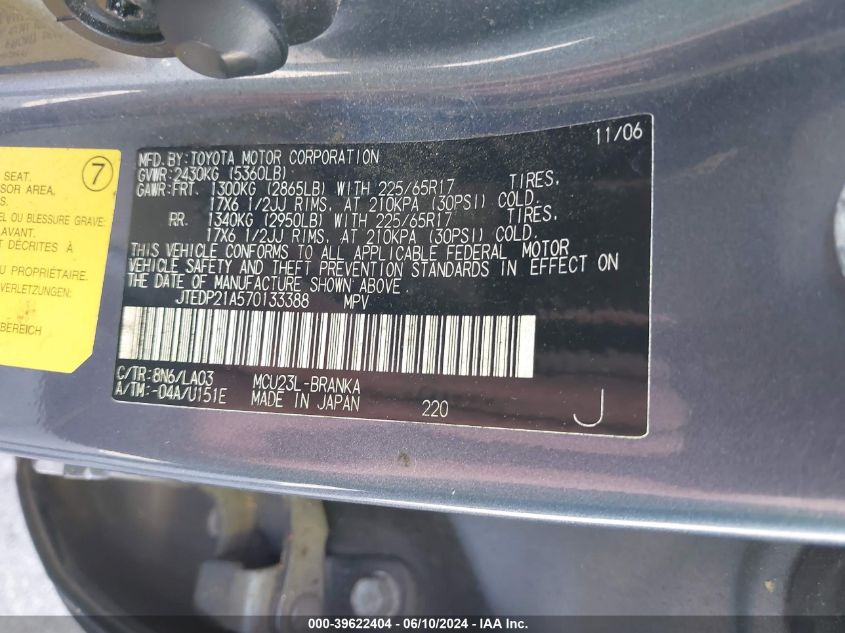 7
SEAT.
AREA,
OU BLESSURE GRAVE
AVANT.
DÉCRITES À
PROPRIÉTAIRE.
11/06
MFD.BY:TOYOTA MOTOR CORPORATION
GVWR:2430KG (5360LB)
GAWR:FRT. 1300KG (2865LB) WITH 225/65R17 TIRES,
17X6 1/2JJ RIMS, AT 210KPA (30PSI) COLD.
RR. 1340KG (2950LB) WITH 225/65R17 TIRES,
17X6 1/2JJ RIMS, AT 210KPA (30PSI) COLD.
THIS VEHICLE CONFORMS TO ALL APPLICABLE FEDERAL MOTOR
VEHICLE SAFETY AND THEFT PREVENTION STANDARDS IN EFFECT ON
THE DATE OF MANUFACTURE SHOWN ABOVE.
JTEDP21A570133388 MPV
C/TR:8N6/LA03 MCU23L-BRANKA
A/TM:-04A/U151E MADE IN JAPAN 220 J
000-39622404 / 06/10/2024 / IAA Inc.